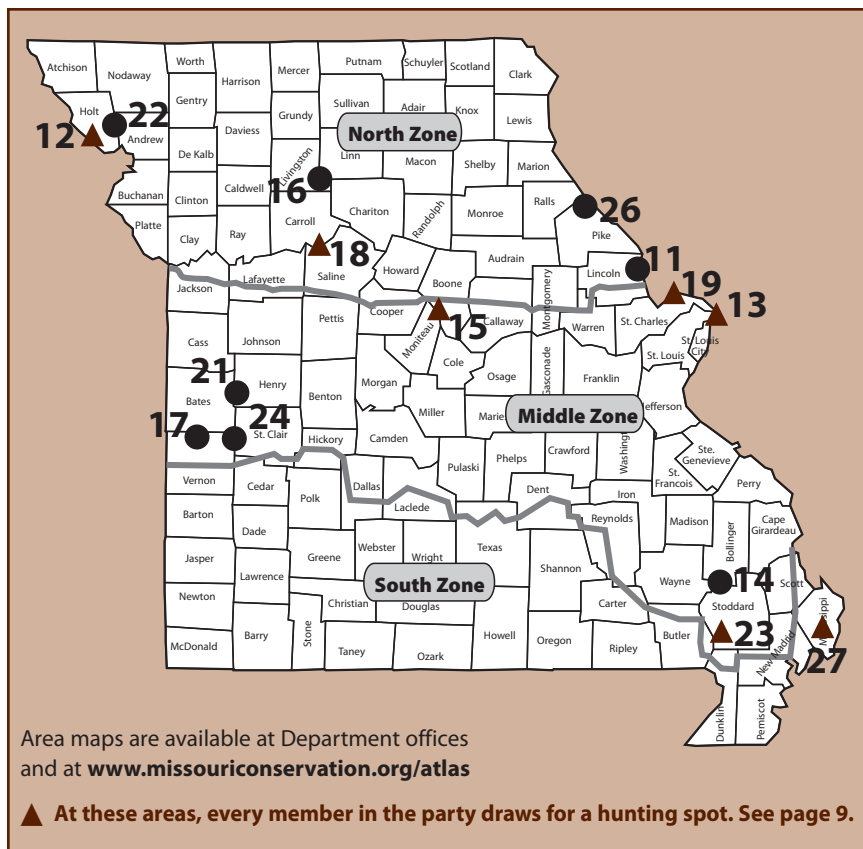 Atchison
Nodaway
Worth
Harrison
Mercer
Putnam
Schuyler
Scotland
Clark
Holt
22
12
Andrew
Gentry
De Kalb
Daviess
Grundy
Sullivan
Adair
Knox
Lewis
North Zone
Linn
Livingston
Macon
Shelby
Marion
Buchanan
Clinton
Caldwell
16
Platte
Clay
Ray
Carroll
Chariton
Randolph
Monroe
Ralls
26
Pike
18
Saline
Howard
Boone
Audrain
Montgomery
Lincoln
11
Jackson
Lafayette
19
13
Cooper
Moniteau
15
Callaway
Warren
St. Charles
St. Louis
City
St. Louis
Cass
Johnson
Pettis
Cole
Osage
Gasconade
Franklin
21
Henry
Bates
Benton
Morgan
Miller
Middle Zone
17
24
St. Clair
Hickory
Camden
Pulaski
Phelps
Crawford
Ste.
Genevieve
St.
Francois
Perry
Vernon
Cedar
Polk
Dallas
Laclede
Dent
Iron
Reynolds
Madison
Bollinger
Cape
Girardeau
Barton
Dade
Jasper
Greene
Webster
Wright
Texas
Shannon
Wayne
14
Scott
Lawrence
South Zone
Newton
Christian
Douglas
Carter
Stoddard
23
27
McDonald
Barry
Stone
Taney
Ozark
Howell
Oregon
Ripley
Butler
New Madrid
Dunklin
Pemiscot
Area maps are available at Department offices
and at www.missouriconservation.org/atlas
▲ At these areas, every member in the party draws for a hunting spot. See page 9.